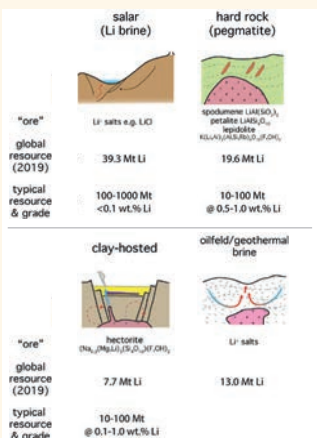 salar
(Li brine)
hard rock
(pegmatite)
"ore"
Li⁺ salts e.g. LiCl
spodumene LiAl(SiO₃)₂
petalite LiAlSi₄O₁₀
lepidolite
global
resource
(2019)
39.3 Mt Li
19.6 Mt Li
typical
resource
& grade
100-1000 Mt
<0.1 wt.% Li
10-100 Mt
@ 0.5-1.0 wt.% Li
clay-hosted
oilfeld/geothermal
brine
"ore"
hectorite
Li⁺ salts
global
resource
(2019)
7.7 Mt Li
13.0 Mt Li
typical
resource
& grade
10-100 Mt
@ 0.1-1.0 wt.% Li